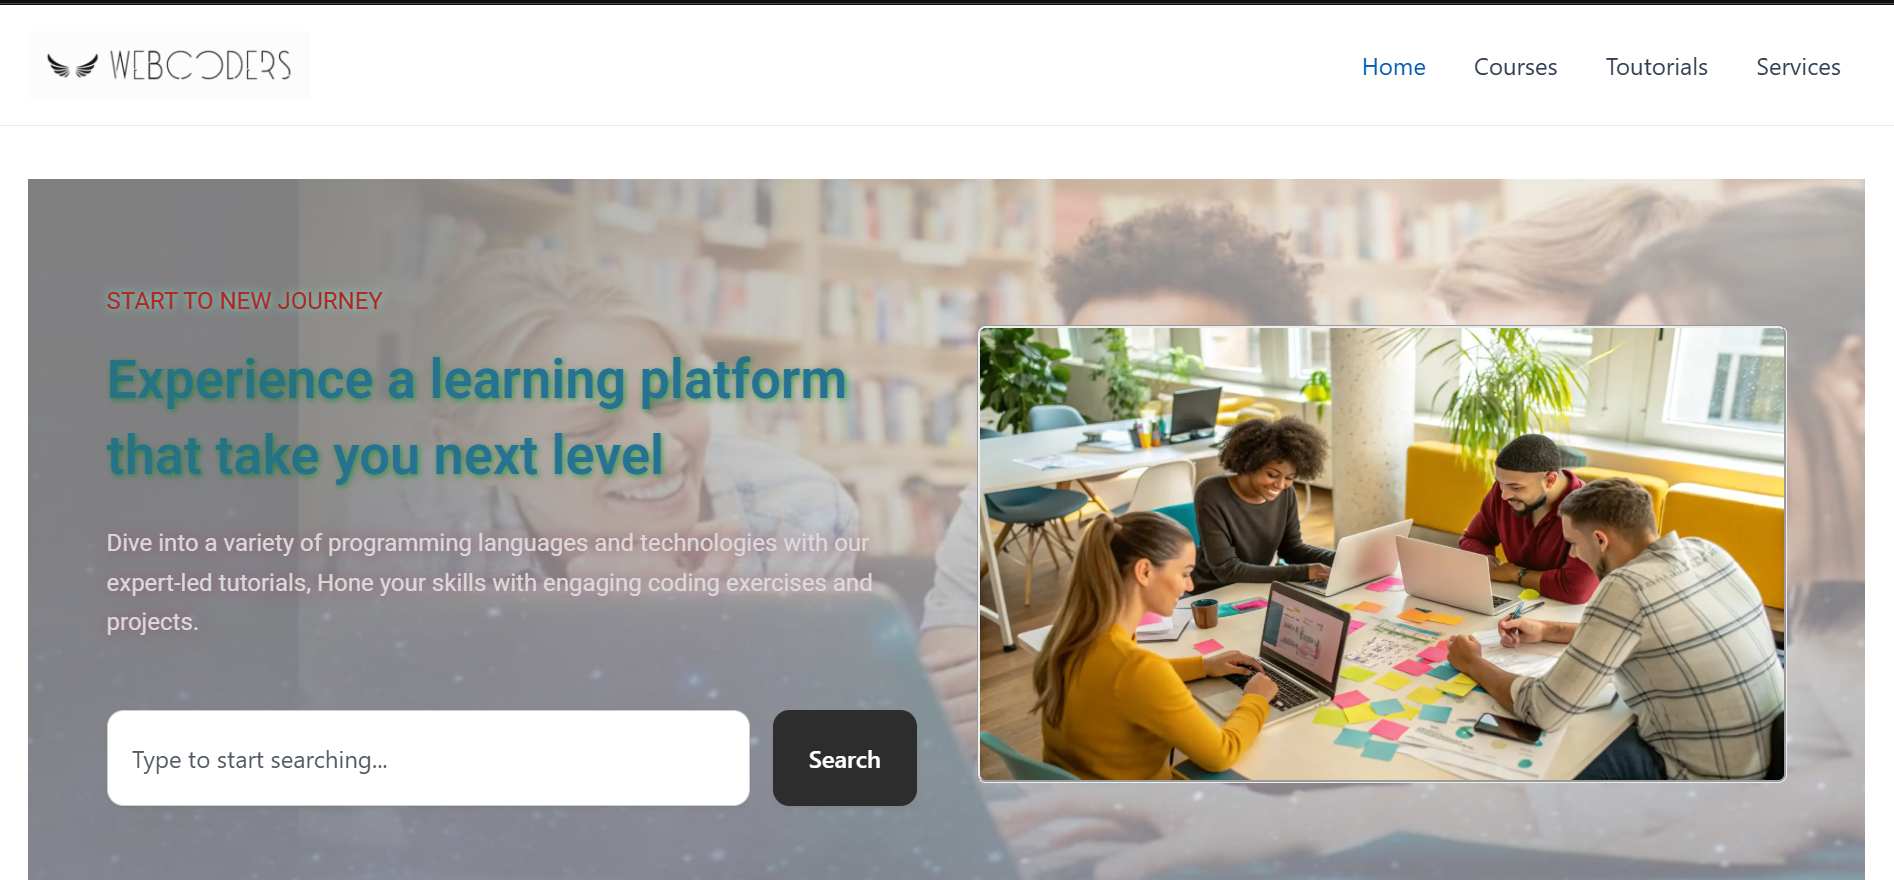 WEBCODERS
Home Courses Toutorials Services
START TO NEW JOURNEY
Experience a learning platform
that take you next level
Dive into a variety of programming languages and technologies with our
expert-led tutorials, Hone your skills with engaging coding exercises and
projects.
Type to start searching...
Search